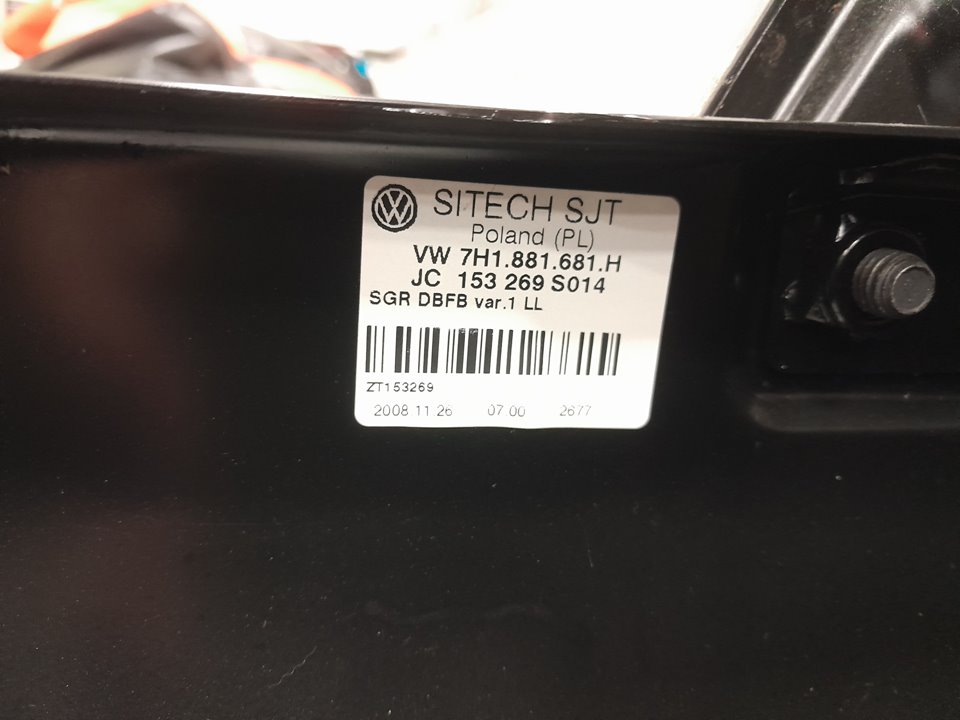 SITECH SJT
Poland (PL)
VW 7H1.881.681.H
JC 153 269 S014
SGR DBFB var.1 LL
ZT153269
2008.11.26 07:00 2677